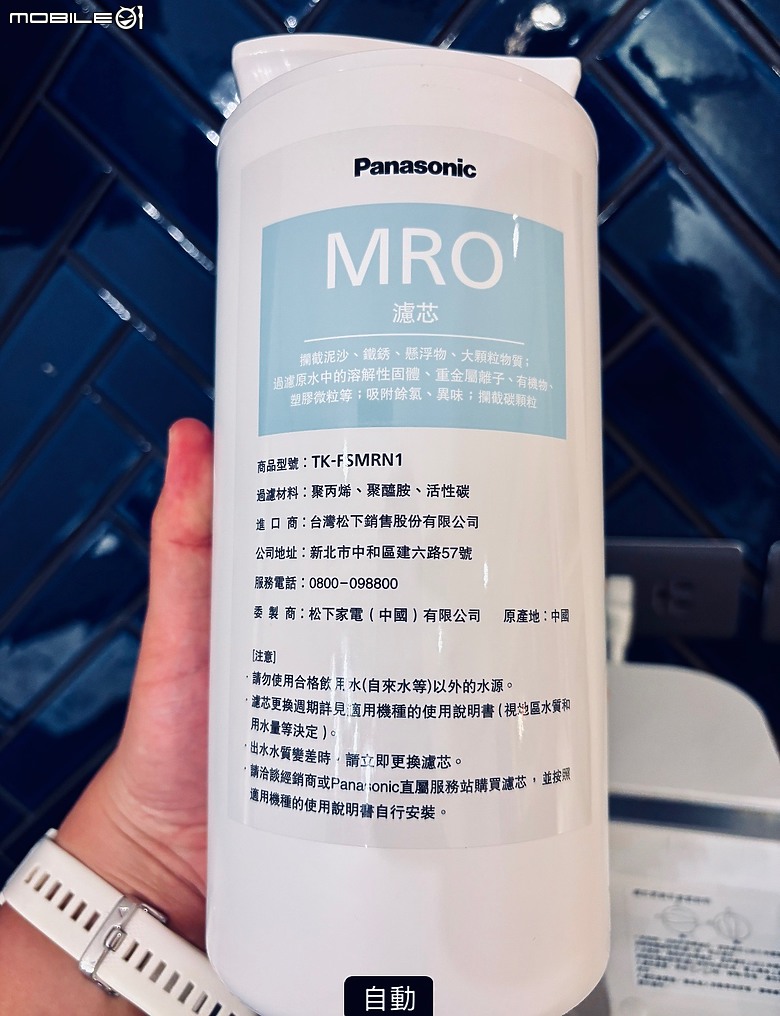 MOBILE01
Panasonic
MRO
濾芯
攔截泥沙、鐵銹、懸浮物、大顆粒物質；
過濾原水中的溶解性固體、重金屬離子、有機物、
塑膠微粒等；吸附餘氯、異味；攔截碳顆粒
商品型號：TK-FSMRN1
過濾材料：聚丙烯、聚醯胺、活性碳
進口商：台灣松下銷售股份有限公司
公司地址：新北市中和區建六路57號
服務電話：0800-098800
委製商：松下家電（中國）有限公司 原產地：中國
[注意]
·請勿使用合格飲用水(自來水等)以外的水源。
·濾芯更換週期詳見適用機種的使用說明書(視地區水質和
用水量等決定)。
·出水水質變差時，請立即更換濾芯。
·請洽談經銷商或Panasonic直屬服務站購買濾芯，並按照
適用機種的使用說明書自行安裝。
自動